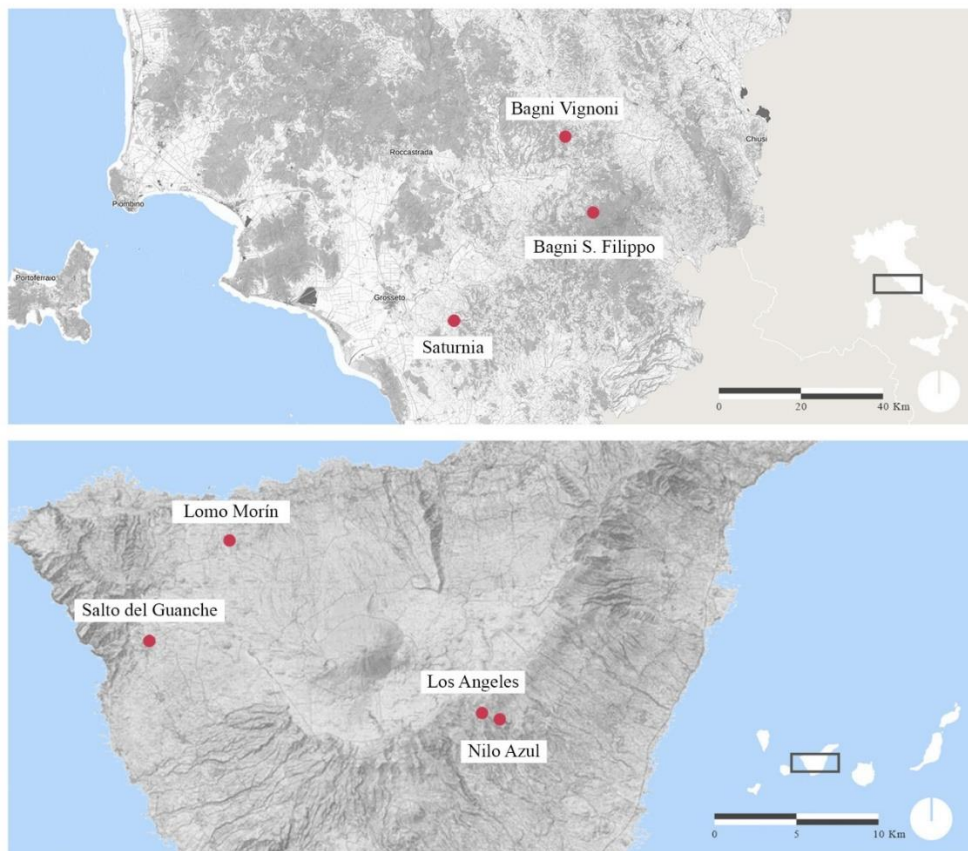 Bagni Vignoni
Roccastrada
Chiusi
Piombino
Bagni S. Filippo
Portoferraio
Grosseto
Saturnia
0 20 40 Km
Lomo Morín
Salto del Guanche
Los Angeles
Nilo Azul
0 5 10 Km